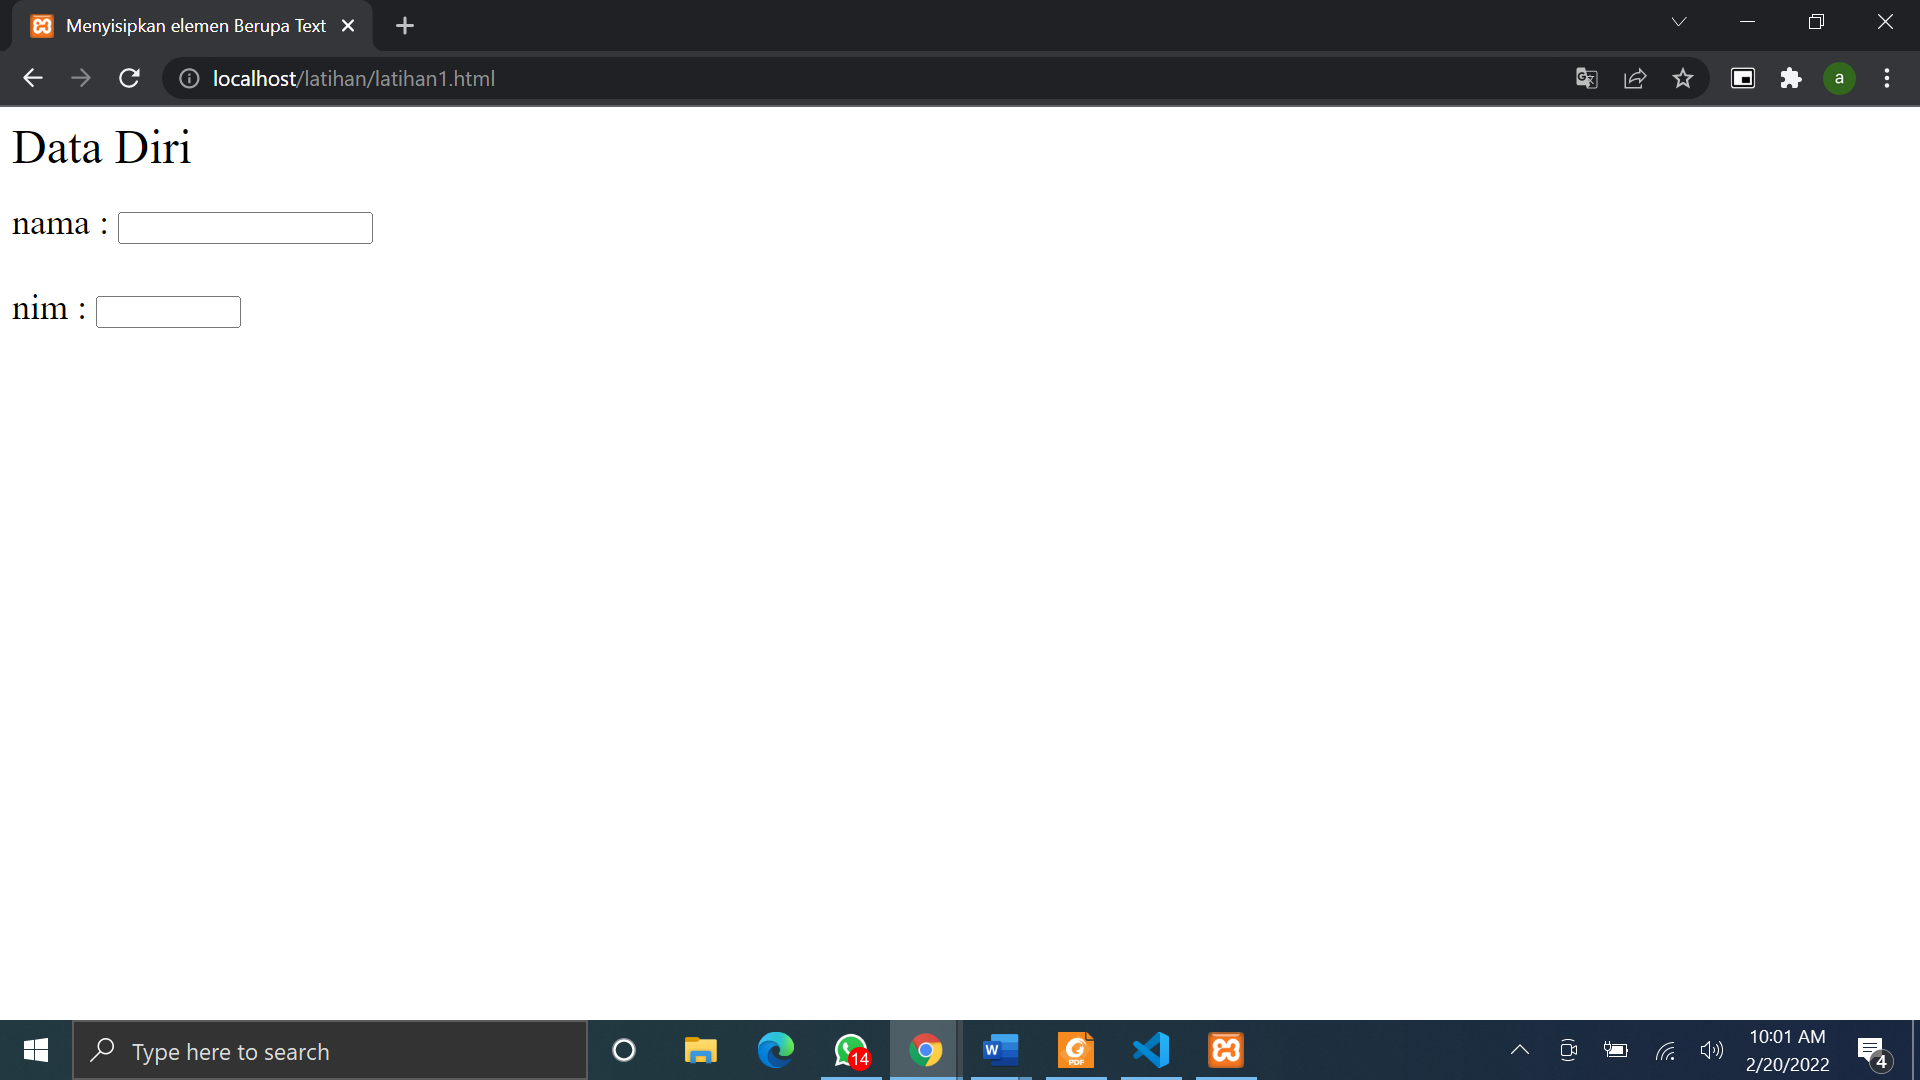 Menyisipkan elemen Berupa Text
localhost/latihan/latihan1.html
a
Data Diri
nama :
nim :
Type here to search
14
W
PDF
10:01 AM
2/20/2022
4